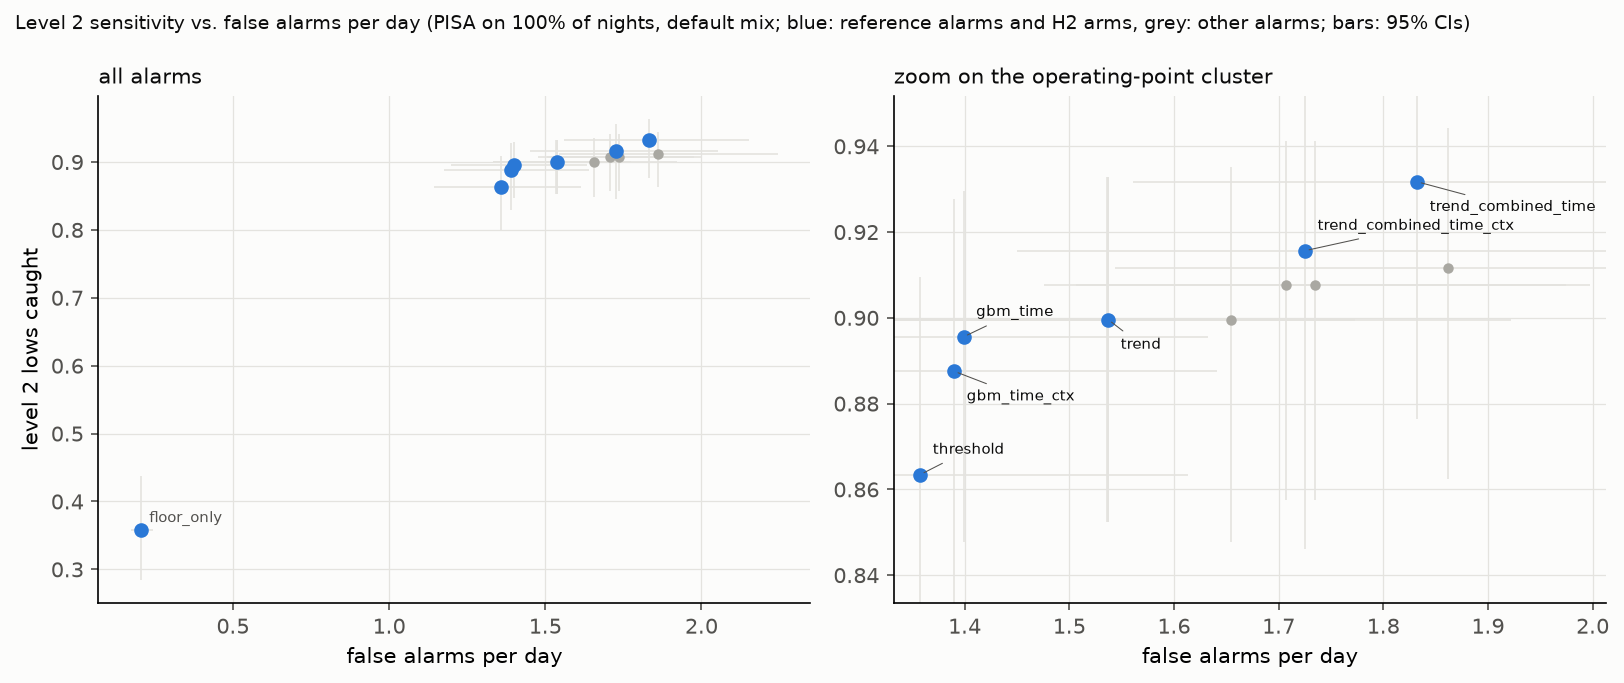 Level 2 sensitivity vs. false alarms per day (PISA on 100% of nights, default mix; blue: reference alarms and H2 arms, grey: other alarms; bars: 95% CIs)
all alarms
level 2 lows caught
0.9
0.8
0.7
0.6
0.5
0.4
0.3
floor_only
0.5
1.0
1.5
2.0
false alarms per day
zoom on the operating-point cluster
0.94
0.92
0.90
0.88
0.86
0.84
trend_combined_time
trend_combined_time_ctx
gbm_time
trend
gbm_time_ctx
threshold
1.4
1.5
1.6
1.7
1.8
1.9
2.0
false alarms per day